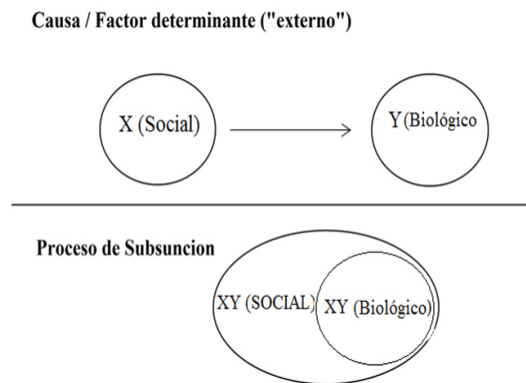 Causa / Factor determinante ("externo")
X (Social)
Y (Biológico
Proceso de Subsuncion
XY (SOCIAL)
XY (Biológico)